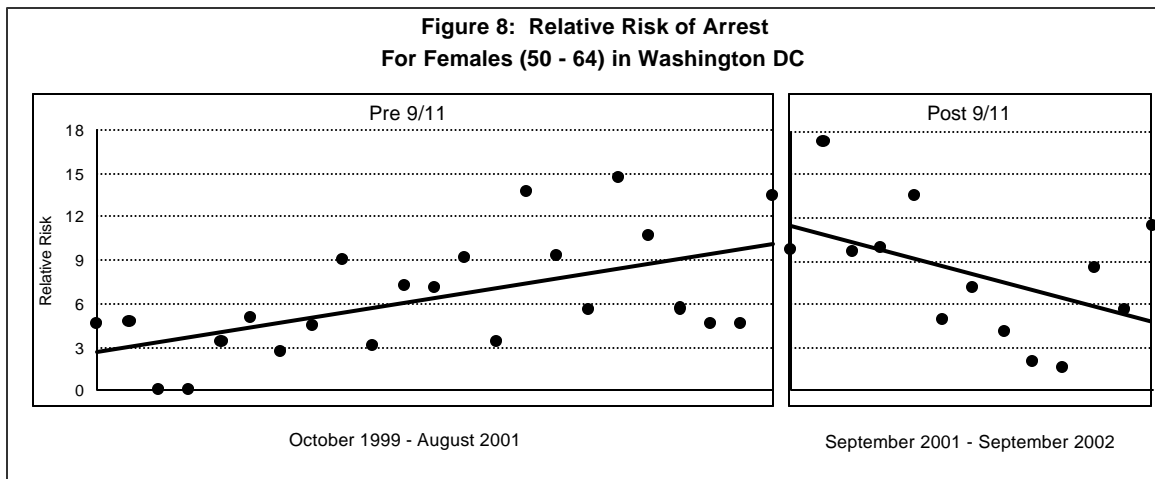 Figure 8: Relative Risk of Arrest
For Females (50 - 64) in Washington DC
Pre 9/11
Post 9/11
18
15
12
9
6
3
0
Relative Risk
October 1999 - August 2001
September 2001 - September 2002